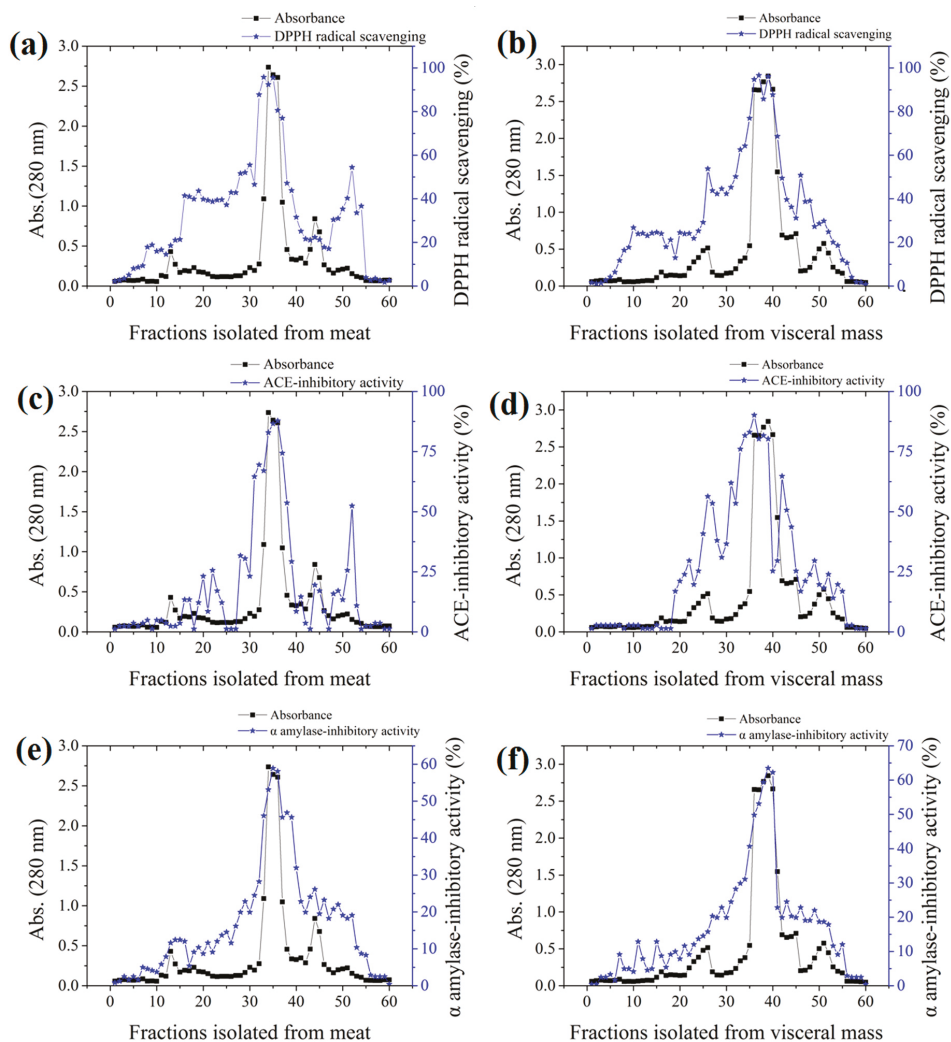 (a)
Absorbance
DPPH radical scavenging
3.0
2.5
2.0
1.5
1.0
0.5
0.0
Abs.(280 nm)
100
80
60
40
20
0
DPPH radical scavenging (%)
0 10 20 30 40 50 60
Fractions isolated from meat
(b)
Absorbance
DPPH radical scavenging
3.0
2.5
2.0
1.5
1.0
0.5
0.0
Abs. (280 nm)
100
80
60
40
20
0
DPPH radical scavenging (%)
0 10 20 30 40 50 60
Fractions isolated from visceral mass
(c)
Absorbance
ACE-inhibitory activity
3.0
2.5
2.0
1.5
1.0
0.5
0.0
Abs. (280 nm)
100
75
50
25
0
ACE-inhibitory activity (%)
0 10 20 30 40 50 60
Fractions isolated from meat
(d)
Absorbance
ACE-inhibitory activity
3.0
2.5
2.0
1.5
1.0
0.5
0.0
Abs. (280 nm)
100
75
50
25
0
ACE-inhibitory activity (%)
0 10 20 30 40 50 60
Fractions isolated from visceral mass
(e)
Absorbance
α amylase-inhibitory activity
3.0
2.5
2.0
1.5
1.0
0.5
0.0
Abs. (280 nm)
60
50
40
30
20
10
0
α amylase-inhibitory activity (%)
0 10 20 30 40 50 60
Fractions isolated from meat
(f)
Absorbance
α amylase-inhibitory activity
3.0
2.5
2.0
1.5
1.0
0.5
0.0
Abs. (280 nm)
70
60
50
40
30
20
10
0
α amylase-inhibitory activity (%)
0 10 20 30 40 50 60
Fractions isolated from visceral mass